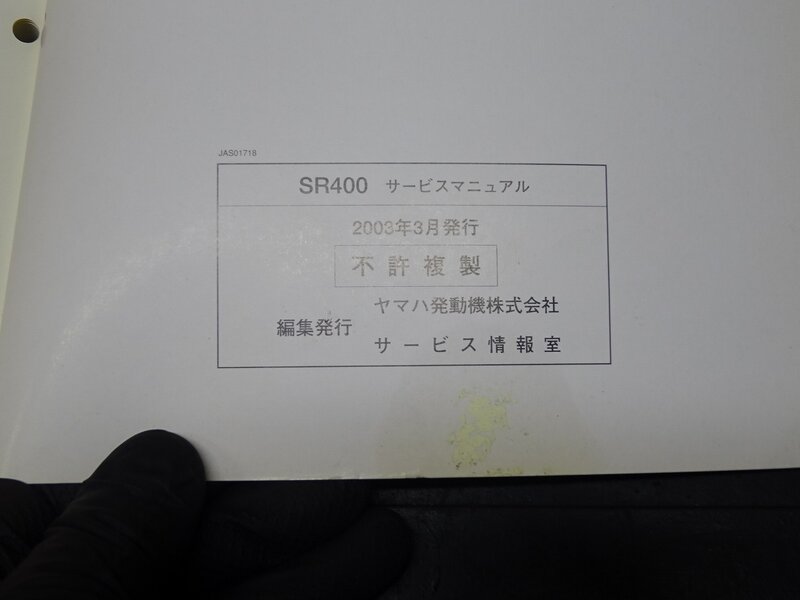 JAS01718
SR400 サービスマニュアル
2003年3月発行
不許複製
編集発行
ヤマハ発動機株式会社
サービス情報室